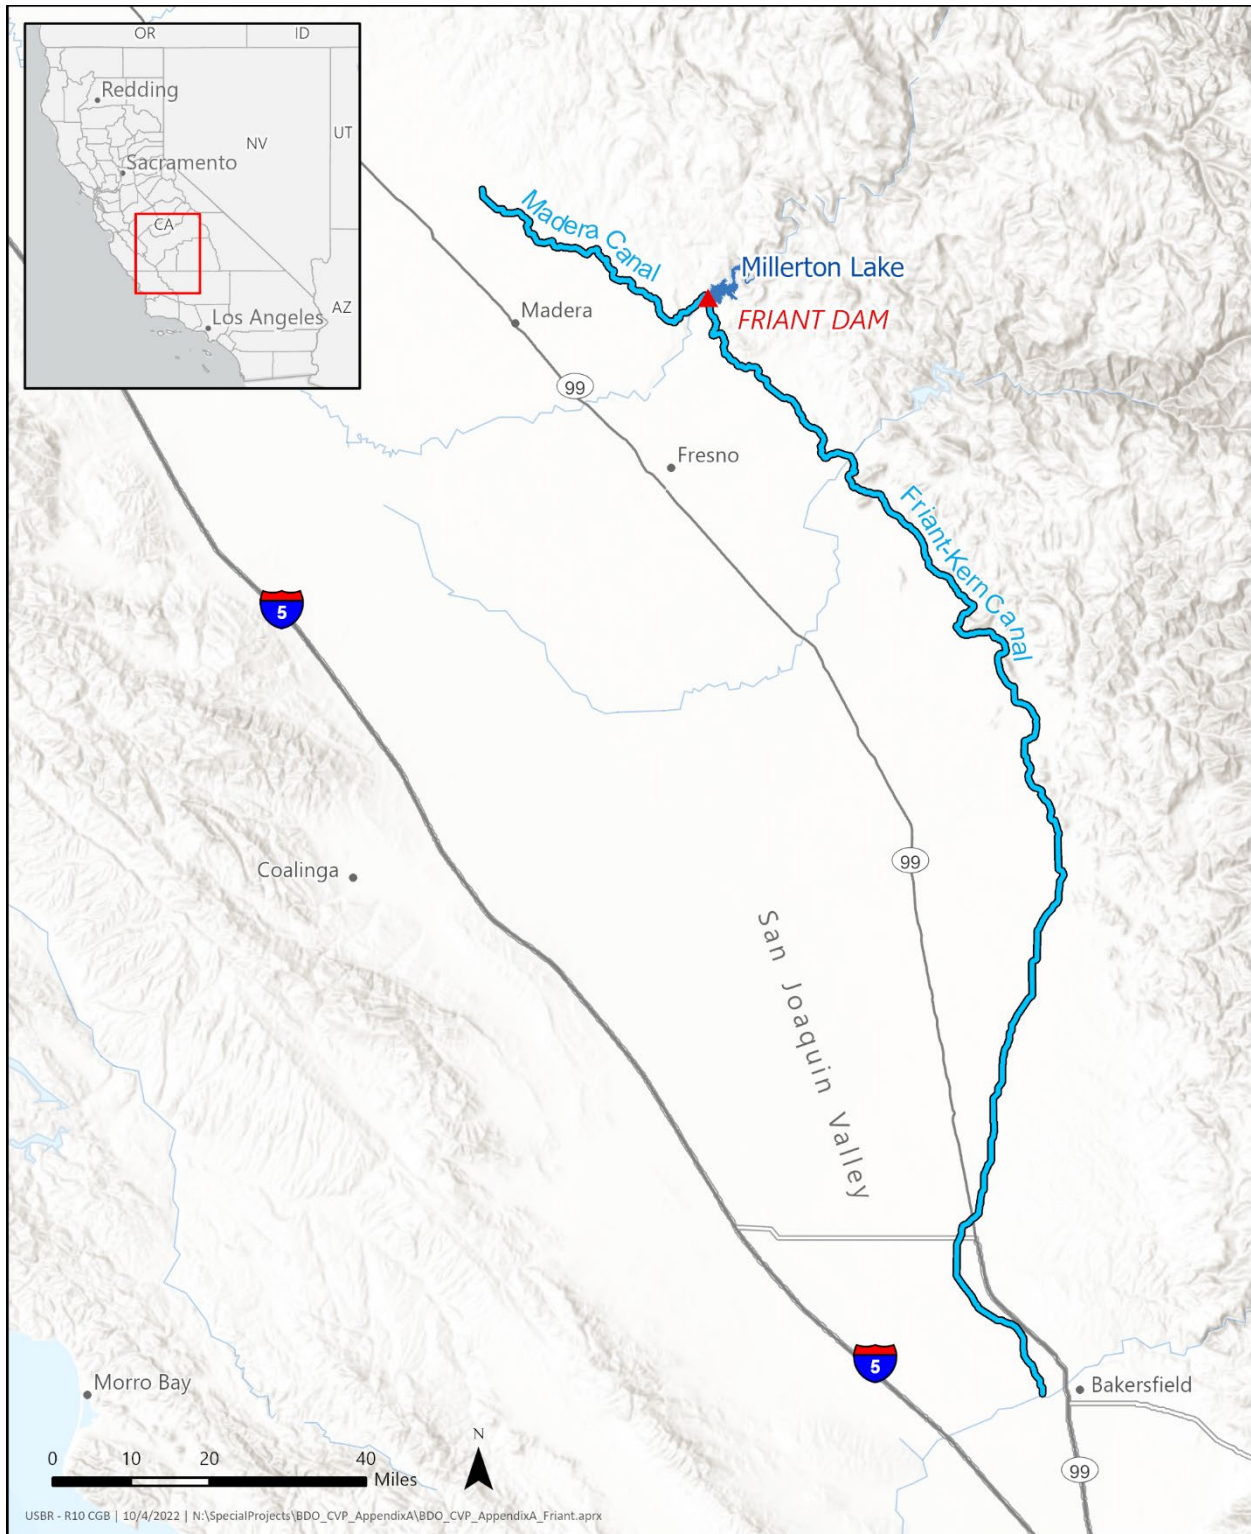 OR
ID
Redding
NV
UT
Sacramento
CA
Los Angeles
AZ
Madera Canal
Millerton Lake
FRIANT DAM
Madera
99
Fresno
Friant-Kern Canal
5
Coalinga
99
San Joaquin Valley
5
Morro Bay
Bakersfield
N
0 10 20 40
Miles
99
USBR - R10 CGB | 10/4/2022 | N:\SpecialProjects\BDO_CVP_AppendixA\BDO_CVP_AppendixA_Friant.aprx